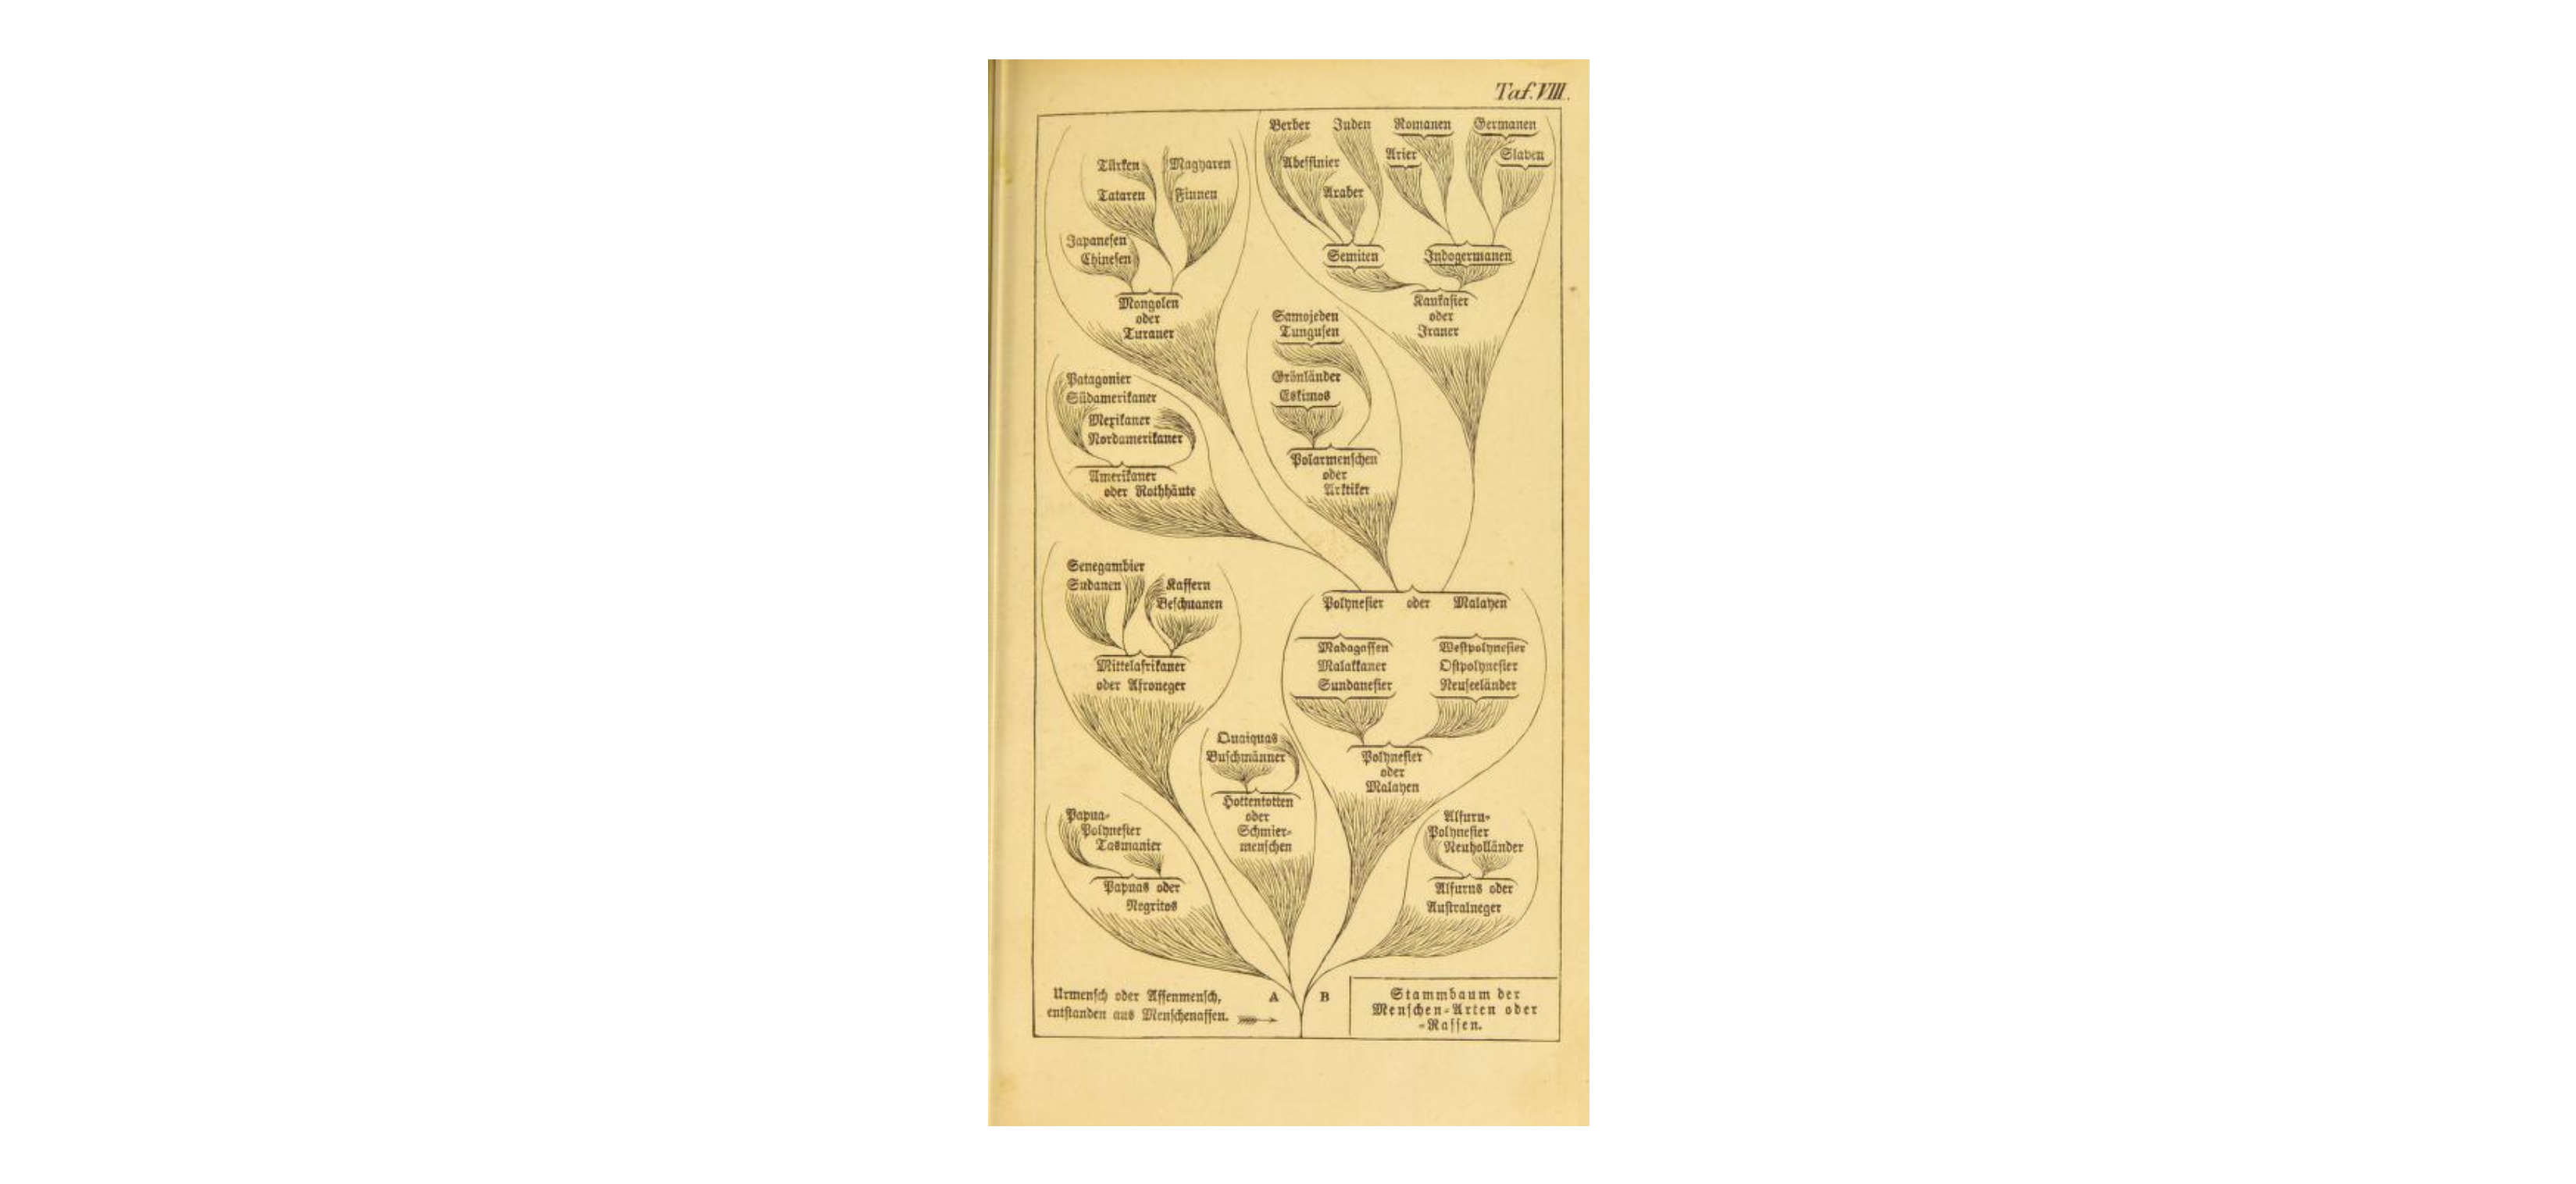 Taf. VIII.
Berber
Juden
Romanen
Germanen
Abessinier
Arier
Slaven
Araber
Semiten
Indogermanen
Kaukasier
oder
Iraner
Türken
Magyaren
Tataren
Finnen
Japanesen
Chinesen
Mongolen
oder
Turaner
Samojeden
Tungusen
Grönländer
Eskimos
Polarmenschen
oder
Arktiker
Patagonier
Südamerikaner
Mexikaner
Nordamerikaner
Amerikaner
oder Rothhäute
Senegambier
Sudanen
Kaffern
Beschuanen
Mittelafrikaner
oder Afroneger
Polynesier oder Malayen
Madagassen
Malakkaner
Sundanesier
Westpolynesier
Ostpolynesier
Neuseeländer
Polynesier
oder
Malayen
Quaiquas
Buschmänner
Hottentotten
oder
Schmier-
menschen
Papua-
Polynesier
Tasmanier
Papuas oder
Negritos
Alfuru-
Polynesier
Neuholländer
Alfurus oder
Australneger
Urmensch oder Affenmensch,
entstanden aus Menschenaffen.
A
B
Stammbaum der
Menschen-Arten oder
-Rassen.